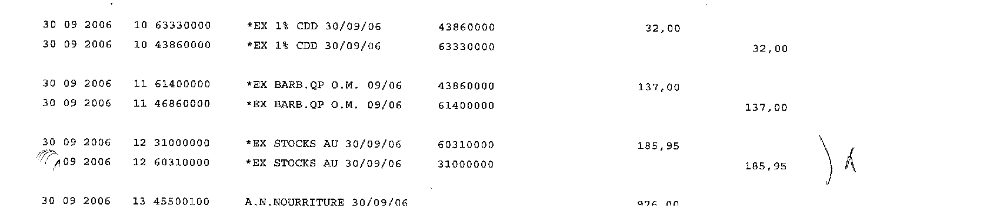 30 09 2006 10 63330000 *EX 1% CDD 30/09/06 43860000 32,00
30 09 2006 10 43860000 *EX 1% CDD 30/09/06 63330000 32,00
30 09 2006 11 61400000 *EX BARB.QP O.M. 09/06 43860000 137,00
30 09 2006 11 46860000 *EX BARB.QP O.M. 09/06 61400000 137,00
30 09 2006 12 31000000 *EX STOCKS AU 30/09/06 60310000 185,95
09 2006 12 60310000 *EX STOCKS AU 30/09/06 31000000 185,95 ) A
30 09 2006 13 45500100 A.N.NOURRITURE 30/09/06 976,00